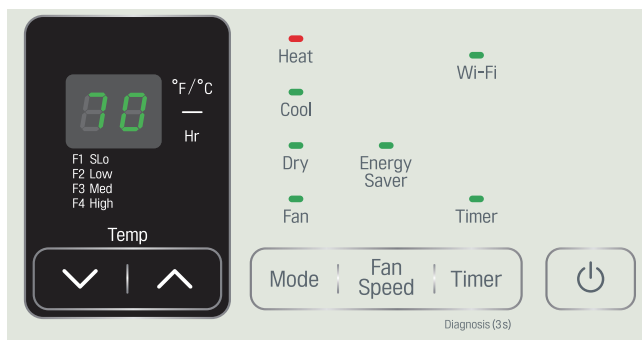 70
°F/°C
Hr
F1 SLo
F2 Low
F3 Med
F4 High
Temp
Heat
Cool
Dry
Fan
Energy
Saver
Wi-Fi
Timer
Mode
Fan
Speed
Timer
Diagnosis (3s)